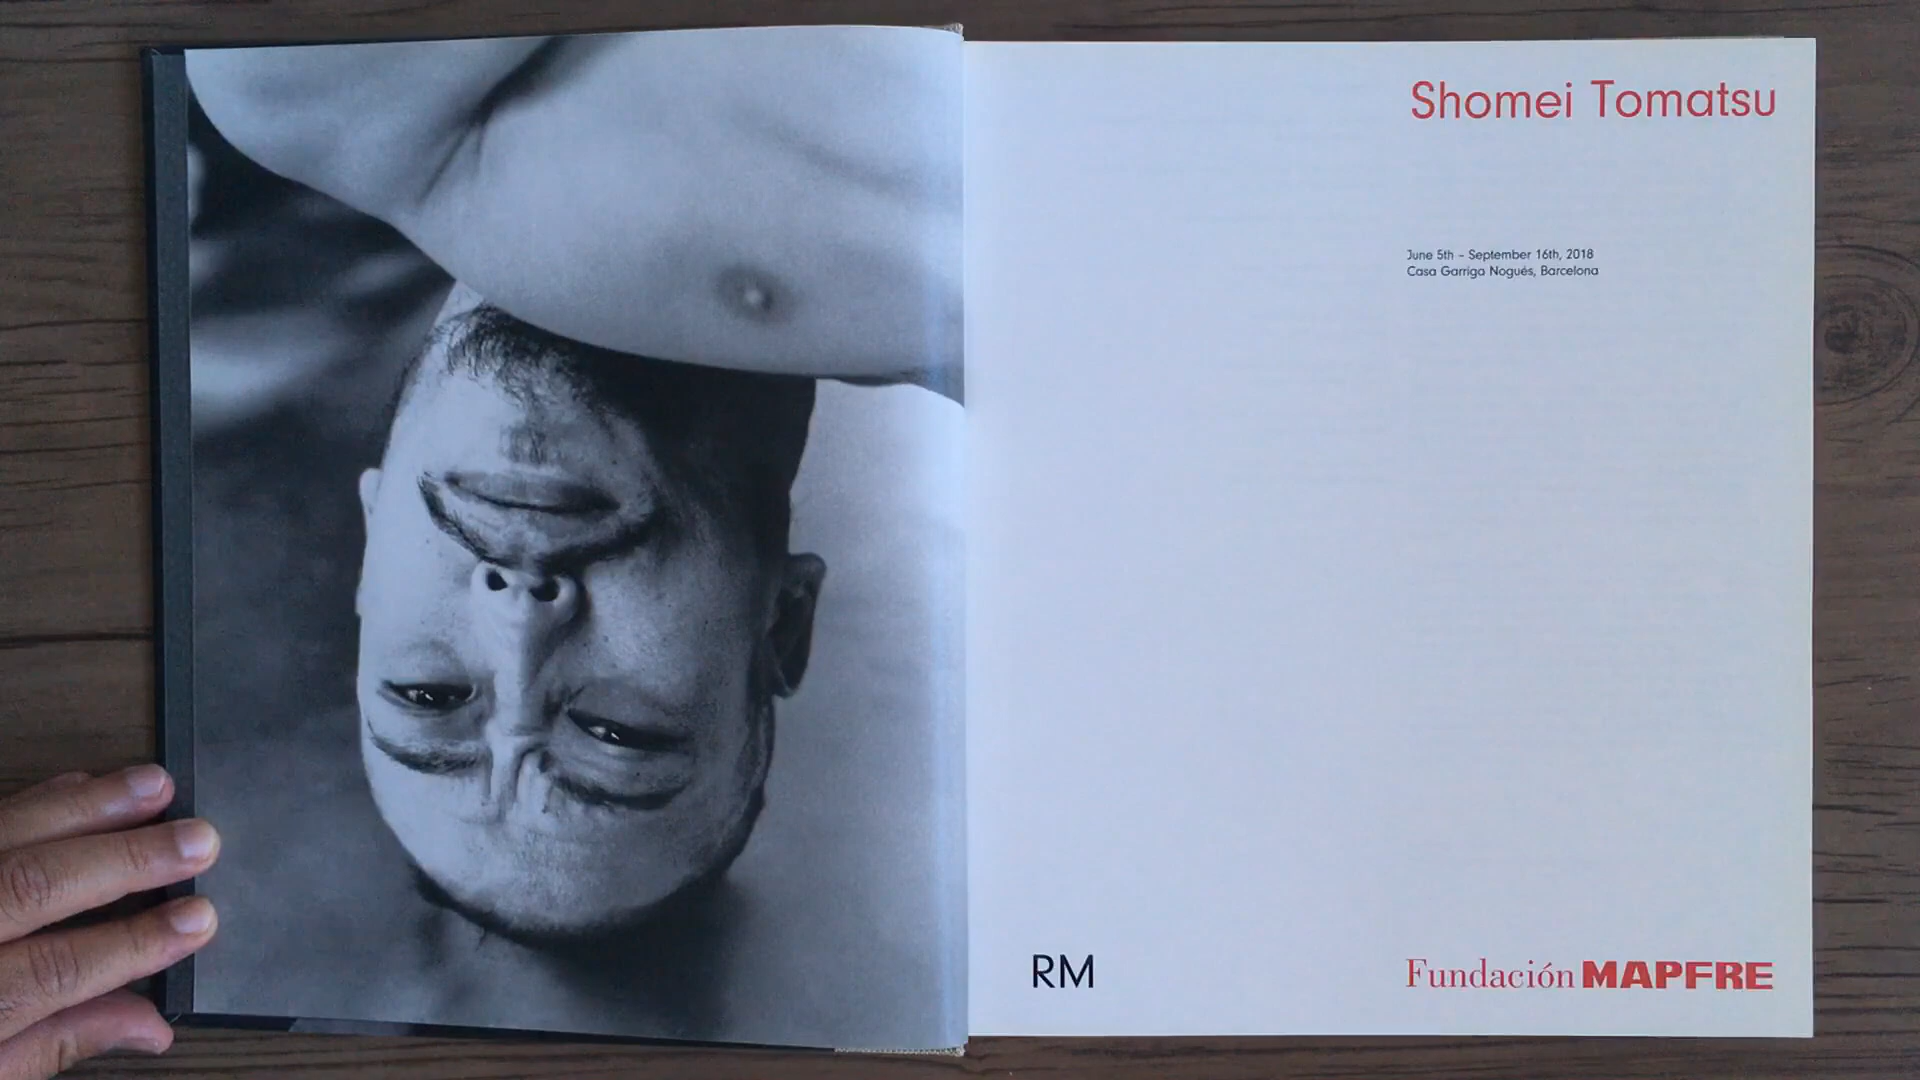 Shomei Tomatsu
June 5th – September 16th, 2018
Casa Garriga Nogués, Barcelona
RM
Fundación MAPFRE